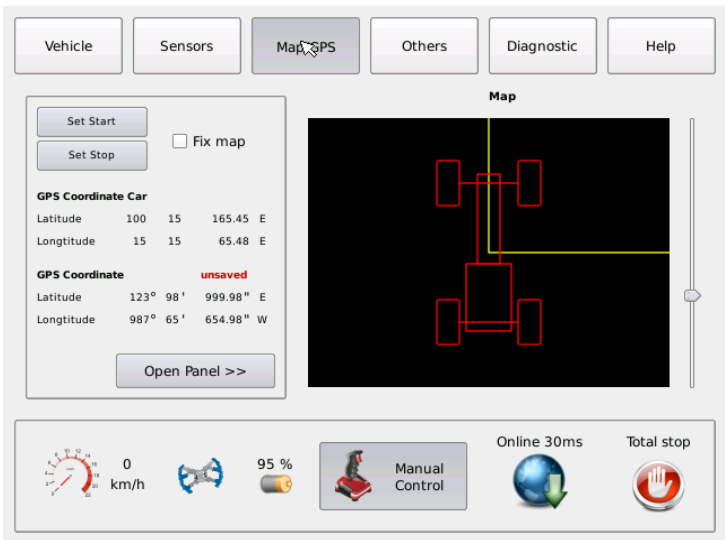 Vehicle Sensors Map/GPS Others Diagnostic Help
Map
Set Start
Set Stop
Fix map
GPS Coordinate Car
Latitude 100 15 165.45 E
Longtitude 15 15 65.48 E
GPS Coordinate unsaved
Latitude 123° 98' 999.98" E
Longtitude 987° 65' 654.98" W
Open Panel >>
0
km/h
95 %
Manual
Control
Online 30ms
Total stop